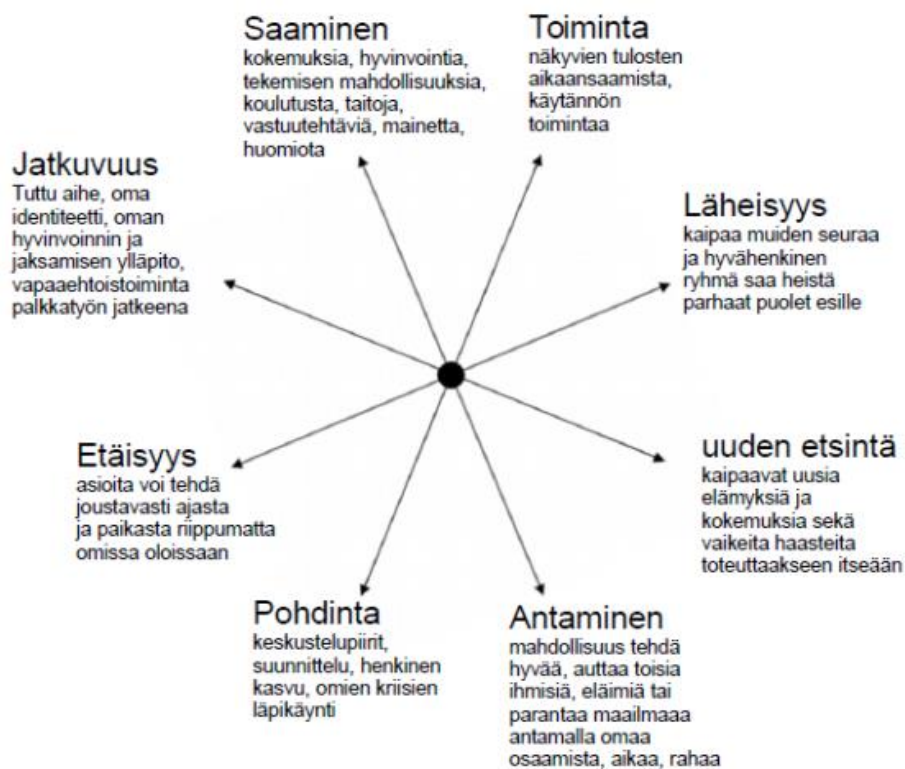 Saaminen
kokemuksia, hyvinvointia,
tekemisen mahdollisuuksia,
koulutusta, taitoja,
vastuutehtäviä, mainetta,
huomiota
Toiminta
näkyvien tulosten
aikaansaamista,
käytännön
toimintaa
Jatkuvuus
Tuttu aihe, oma
identiteetti, oman
hyvinvoinnin ja
jaksamisen ylläpito,
vapaaehtoistoiminta
palkkatyön jatkeena
Läheisyys
kaipaa muiden seuraa
ja hyvähenkinen
ryhmä saa heistä
parhaat puolet esille
Etäisyys
asioita voi tehdä
joustavasti ajasta
ja paikasta riippumatta
omissa oloissaan
uuden etsintä
kaipaavat uusia
elämyksiä ja
kokemuksia sekä
vaikeita haasteita
toteuttaakseen itseään
Pohdinta
keskustelupiirit,
suunnittelu, henkinen
kasvu, omien kriisien
läpikäynti
Antaminen
mahdollisuus tehdä
hyvää, auttaa toisia
ihmisiä, eläimiä tai
parantaa maailmaaa
antamalla omaa
osaamista, aikaa, rahaa